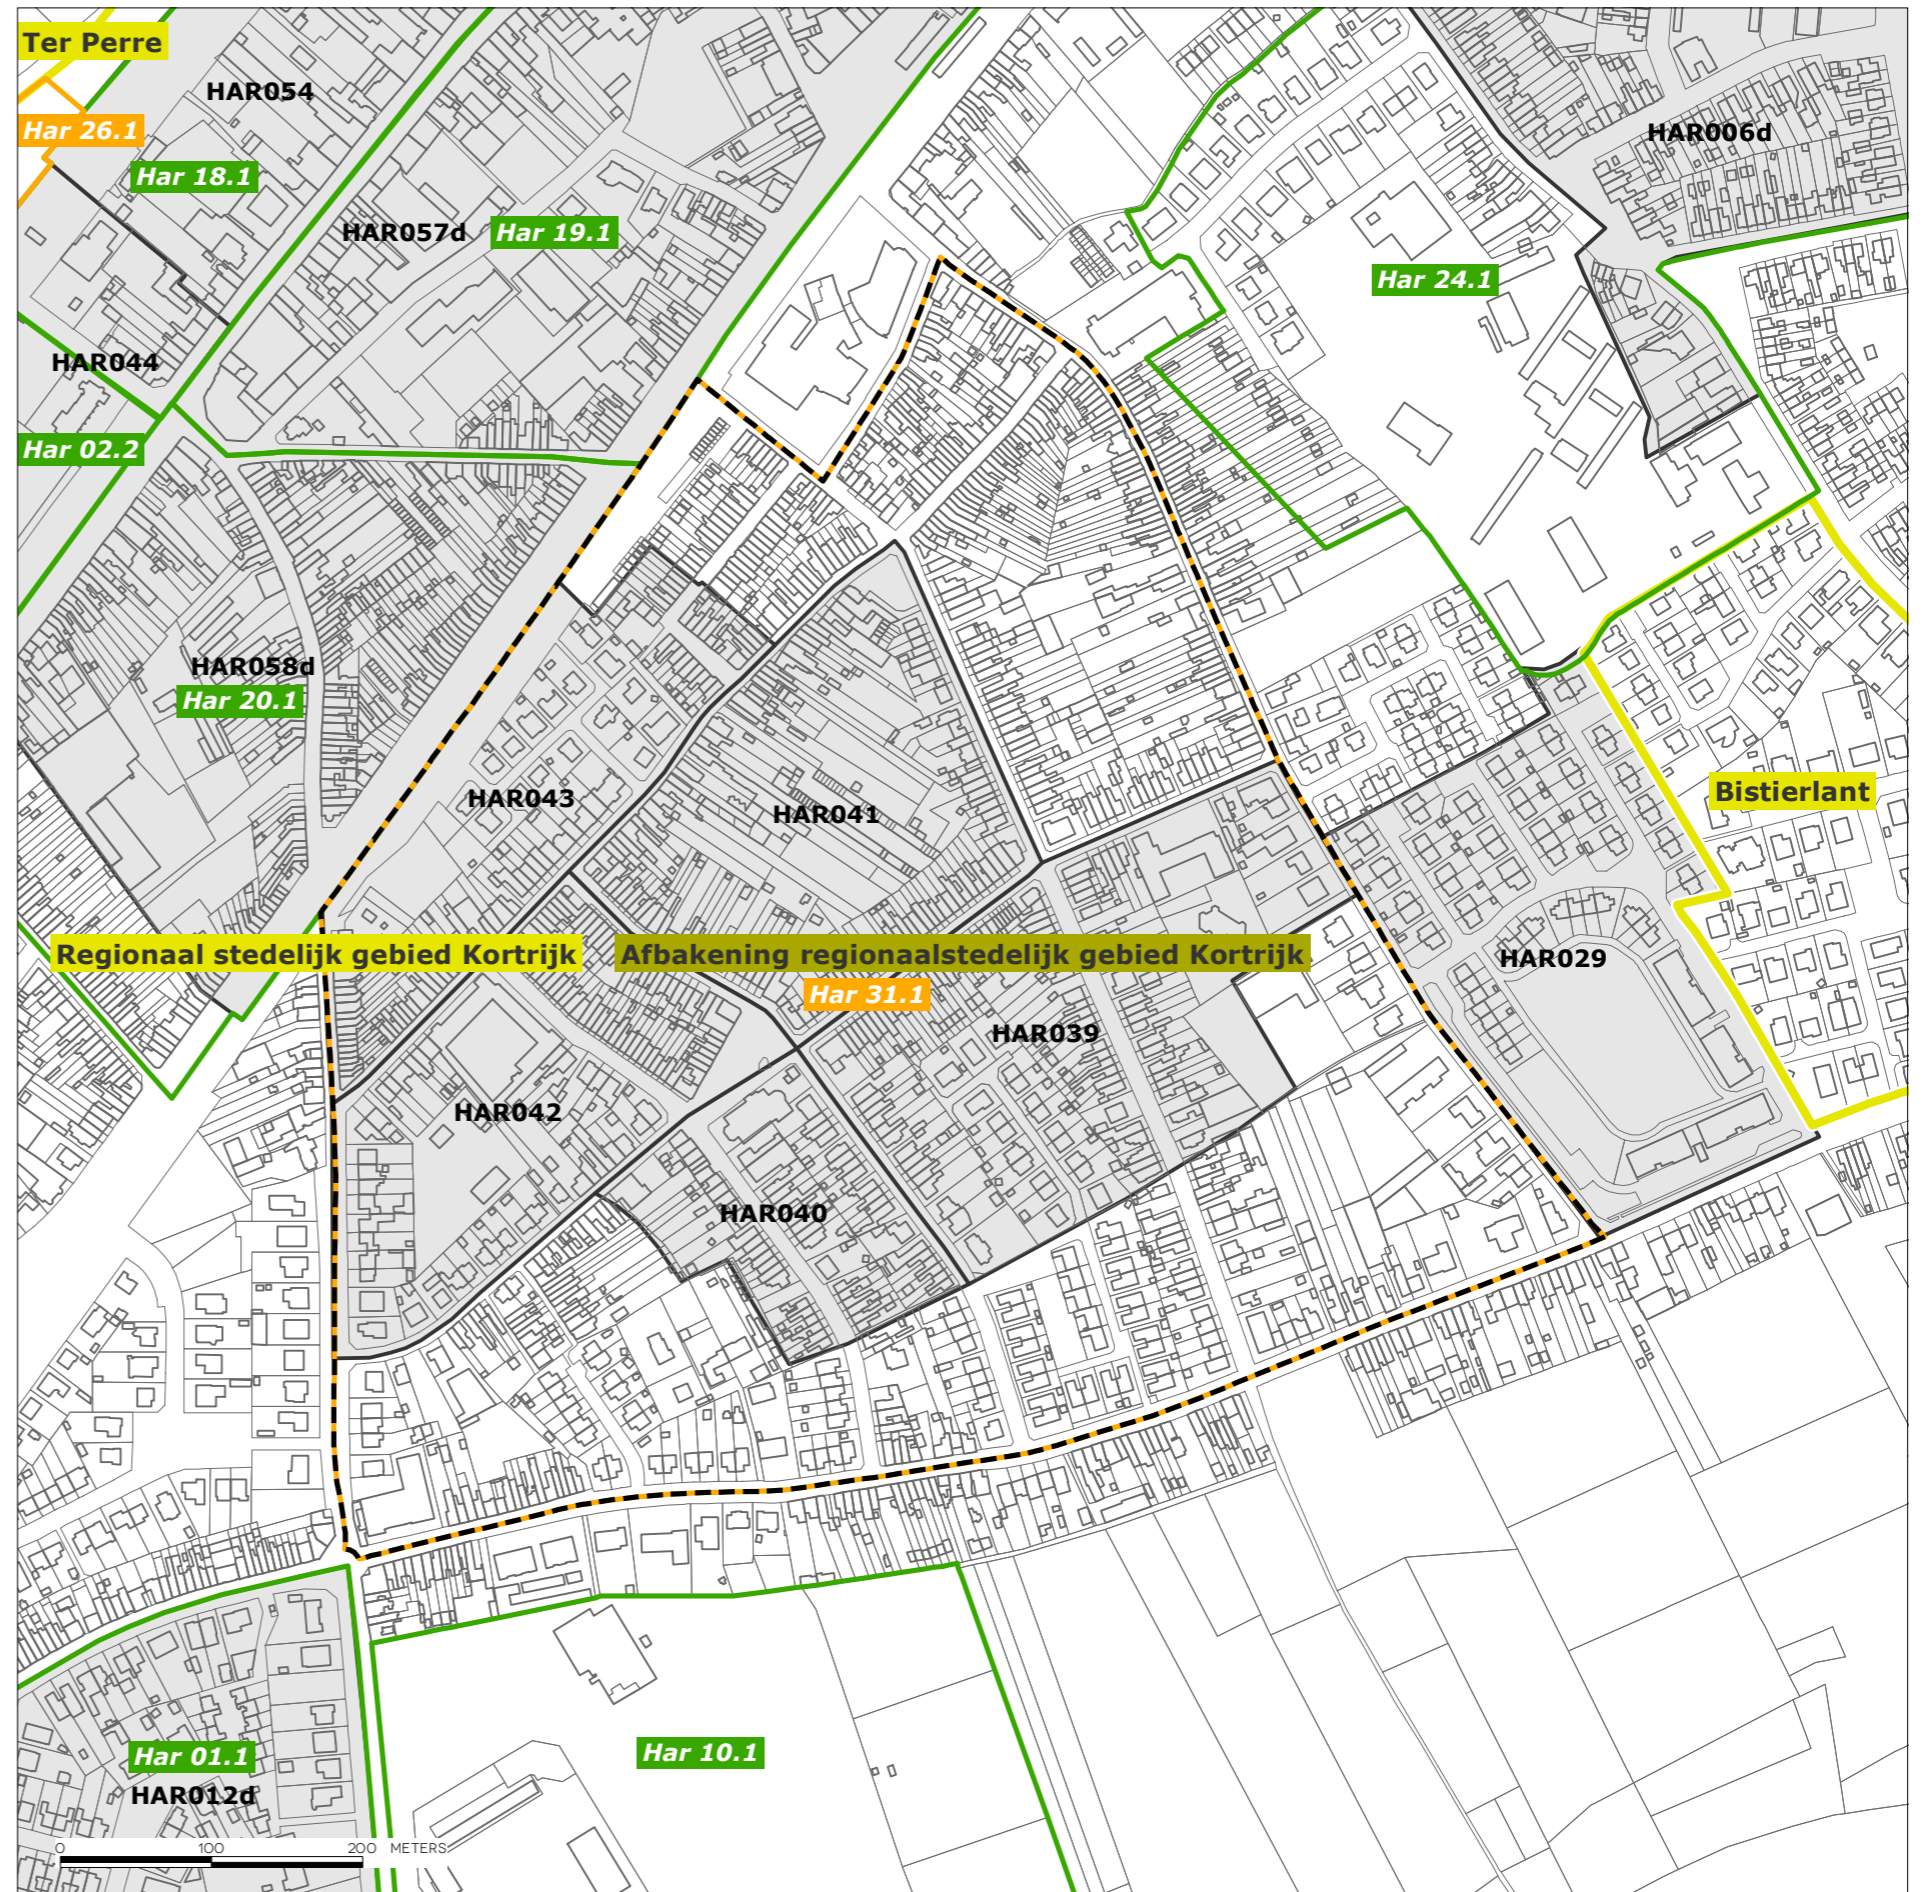 Ter Perre
HAR054
Har 26.1
HAR006d
Har 18.1
HAR057d
Har 19.1
Har 24.1
HAR044
Har 02.2
HAR058d
Har 20.1
HAR043
HAR041
Bistierlant
Regionaal stedelijk gebied Kortrijk
Afbakening regionaalstedelijk gebied Kortrijk
HAR029
Har 31.1
HAR039
HAR042
HAR040
Har 10.1
Har 01.1
HAR012d
0 100 200 METERS